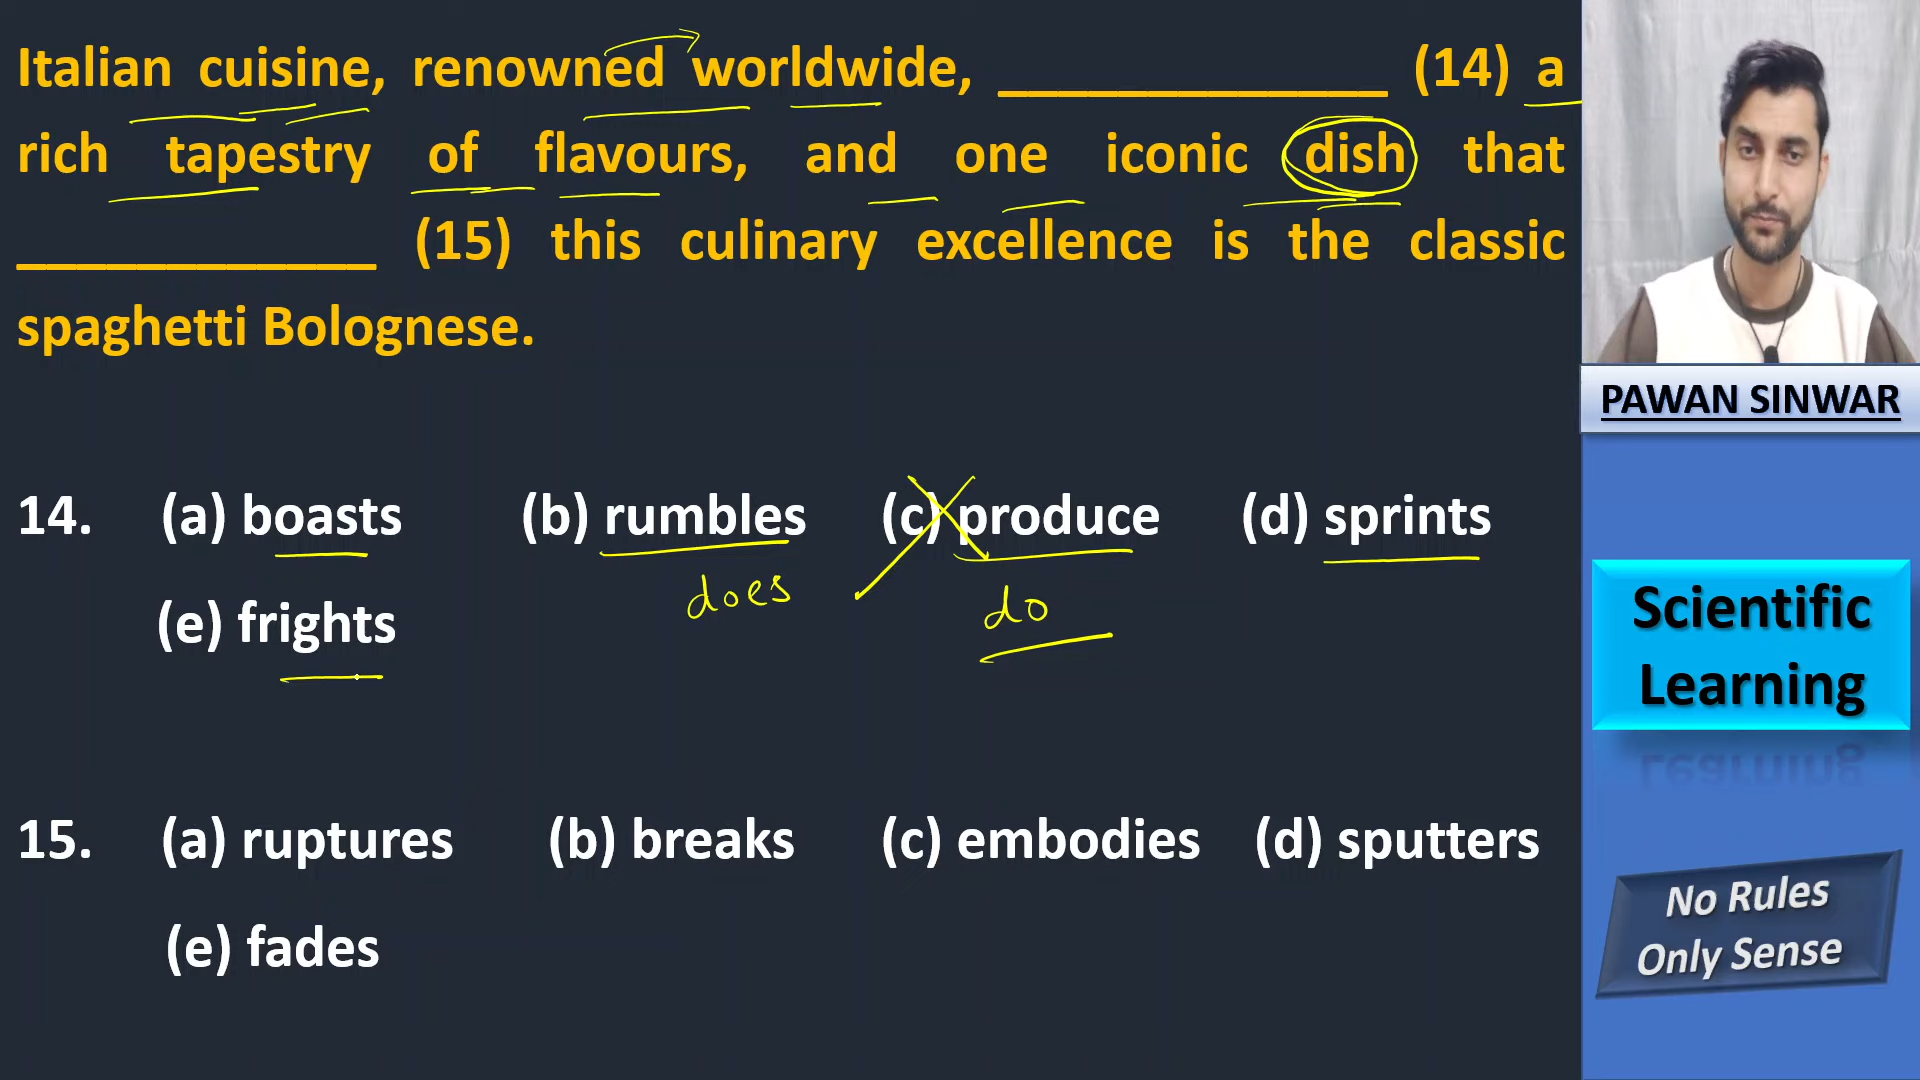 Italian cuisine, renowned worldwide, _____________ (14) a
rich tapestry of flavours, and one iconic dish that
____________ (15) this culinary excellence is the classic
spaghetti Bolognese.
PAWAN SINWAR
14. (a) boasts (b) rumbles (c) produce (d) sprints
does do
(e) frights
Scientific
Learning
15. (a) ruptures (b) breaks (c) embodies (d) sputters
(e) fades
No Rules
Only Sense